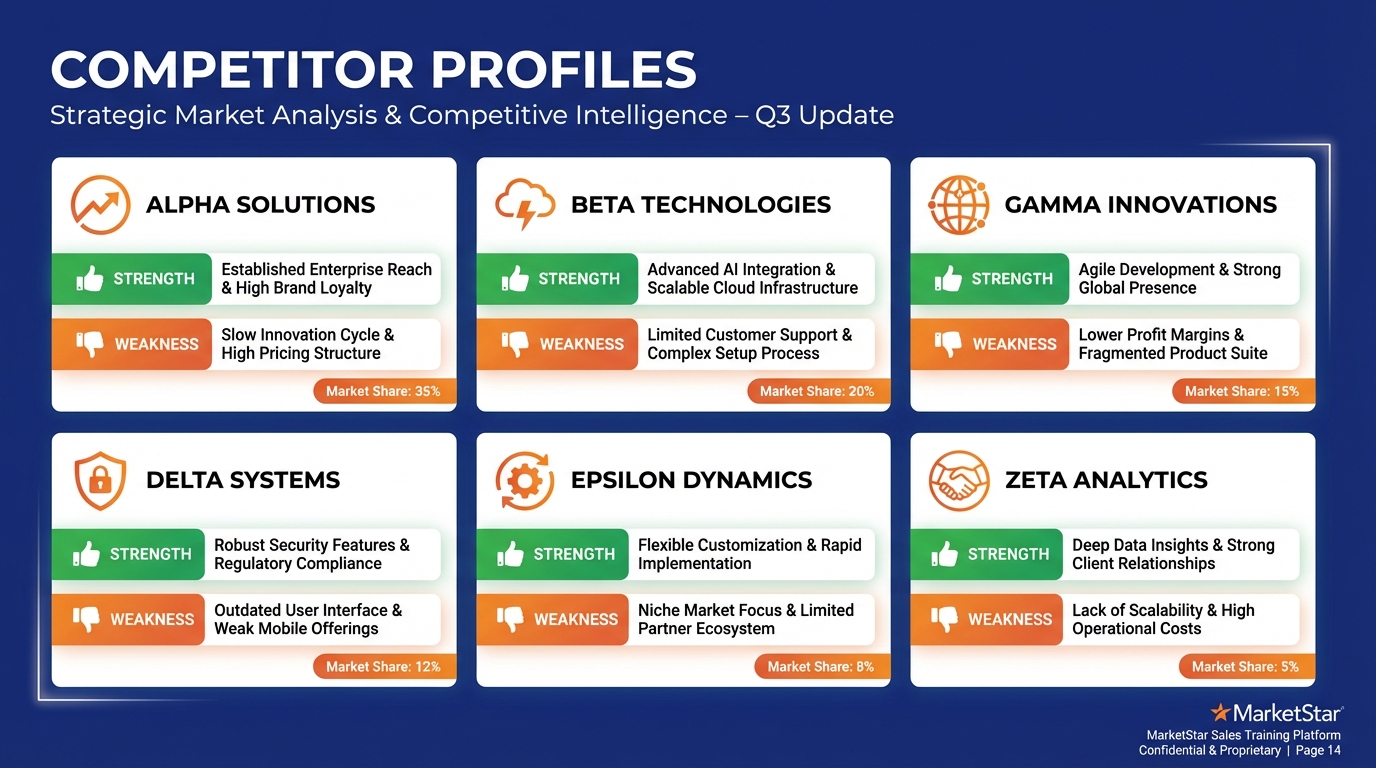 COMPETITOR PROFILES
Strategic Market Analysis & Competitive Intelligence – Q3 Update
ALPHA SOLUTIONS
STRENGTH
Established Enterprise Reach
& High Brand Loyalty
WEAKNESS
Slow Innovation Cycle &
High Pricing Structure
Market Share: 35%
BETA TECHNOLOGIES
STRENGTH
Advanced AI Integration &
Scalable Cloud Infrastructure
WEAKNESS
Limited Customer Support &
Complex Setup Process
Market Share: 20%
GAMMA INNOVATIONS
STRENGTH
Agile Development & Strong
Global Presence
WEAKNESS
Lower Profit Margins &
Fragmented Product Suite
Market Share: 15%
DELTA SYSTEMS
STRENGTH
Robust Security Features &
Regulatory Compliance
WEAKNESS
Outdated User Interface &
Weak Mobile Offerings
Market Share: 12%
EPSILON DYNAMICS
STRENGTH
Flexible Customization & Rapid
Implementation
WEAKNESS
Niche Market Focus & Limited
Partner Ecosystem
Market Share: 8%
ZETA ANALYTICS
STRENGTH
Deep Data Insights & Strong
Client Relationships
WEAKNESS
Lack of Scalability & High
Operational Costs
Market Share: 5%
MarketStar
MarketStar Sales Training Platform
Confidential & Proprietary | Page 14